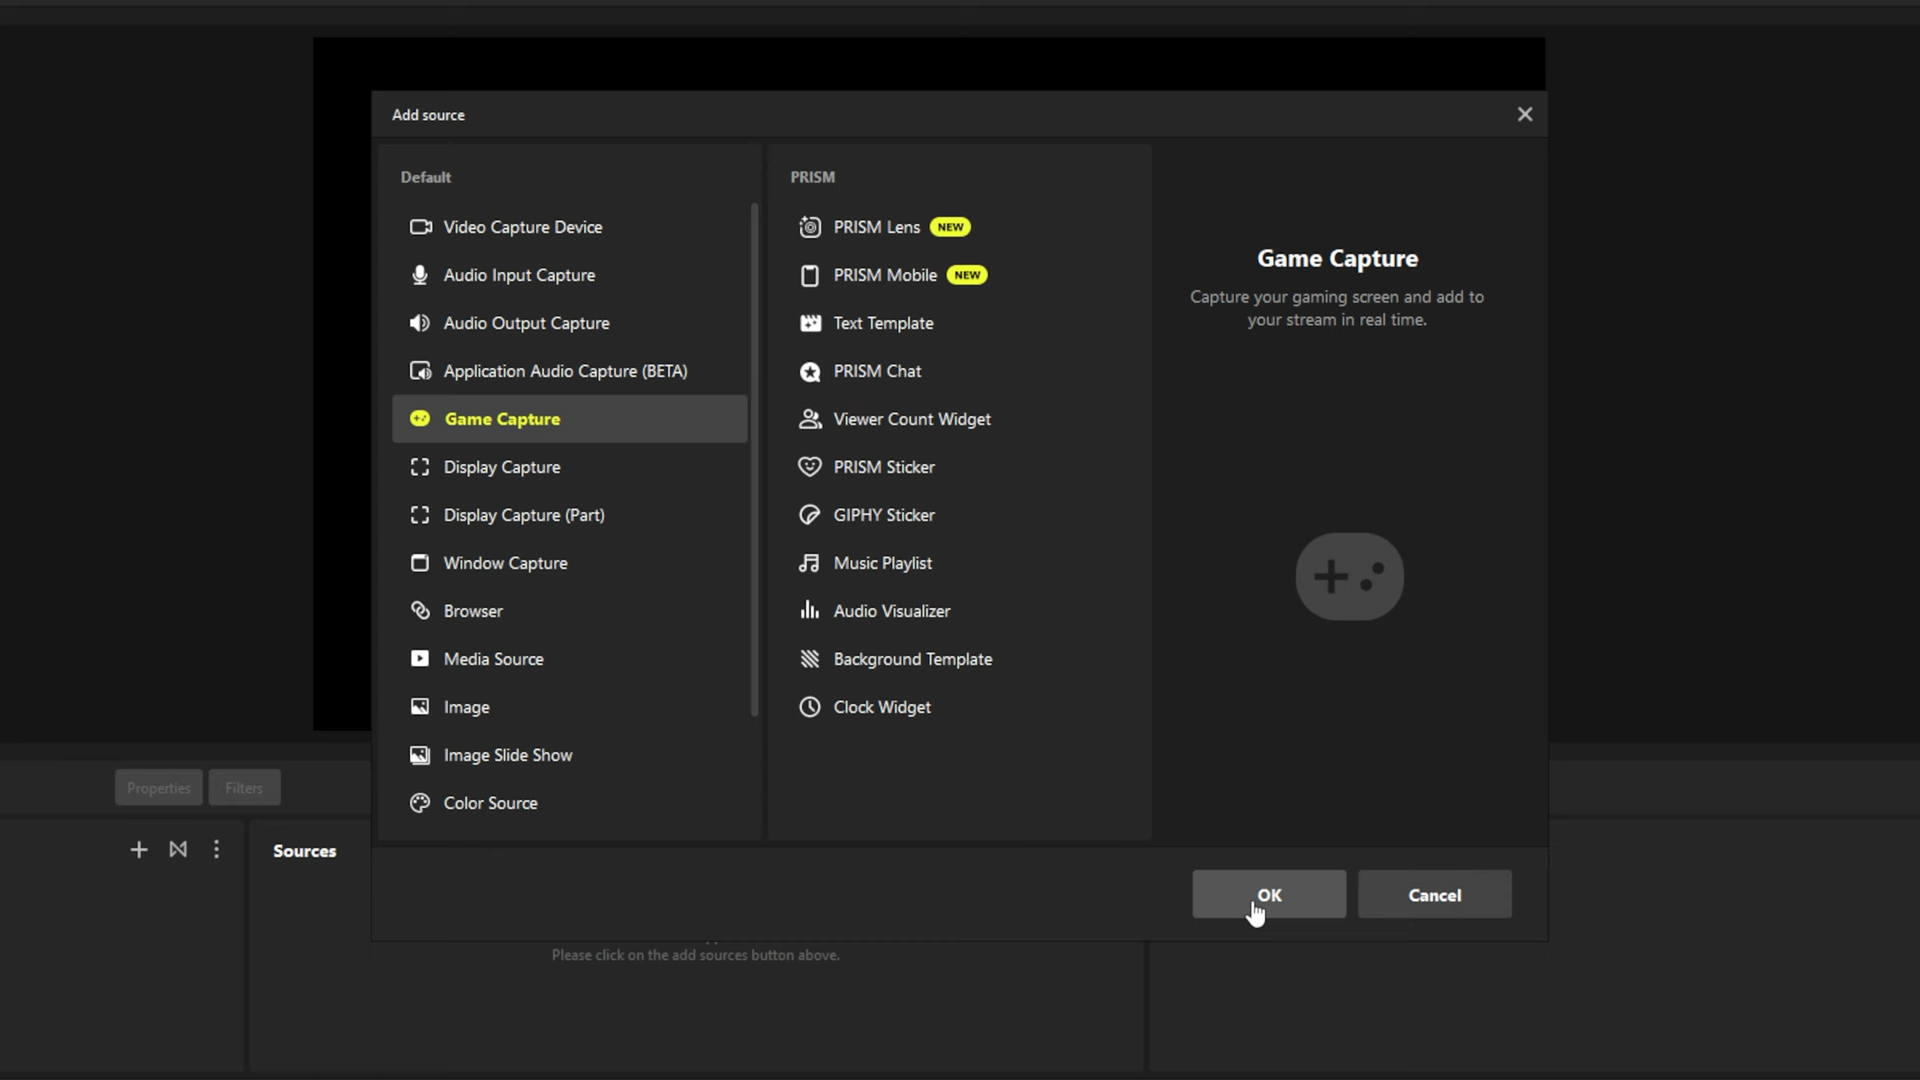 Add source
Default
Video Capture Device
Audio Input Capture
Audio Output Capture
Application Audio Capture (BETA)
Game Capture
Display Capture
Display Capture (Part)
Window Capture
Browser
Media Source
Image
Image Slide Show
Color Source
PRISM
PRISM Lens NEW
PRISM Mobile NEW
Text Template
PRISM Chat
Viewer Count Widget
PRISM Sticker
GIPHY Sticker
Music Playlist
Audio Visualizer
Background Template
Clock Widget
Game Capture
Capture your gaming screen and add to
your stream in real time.
OK
Cancel
Properties
Filters
Sources
Please click on the add sources button above.